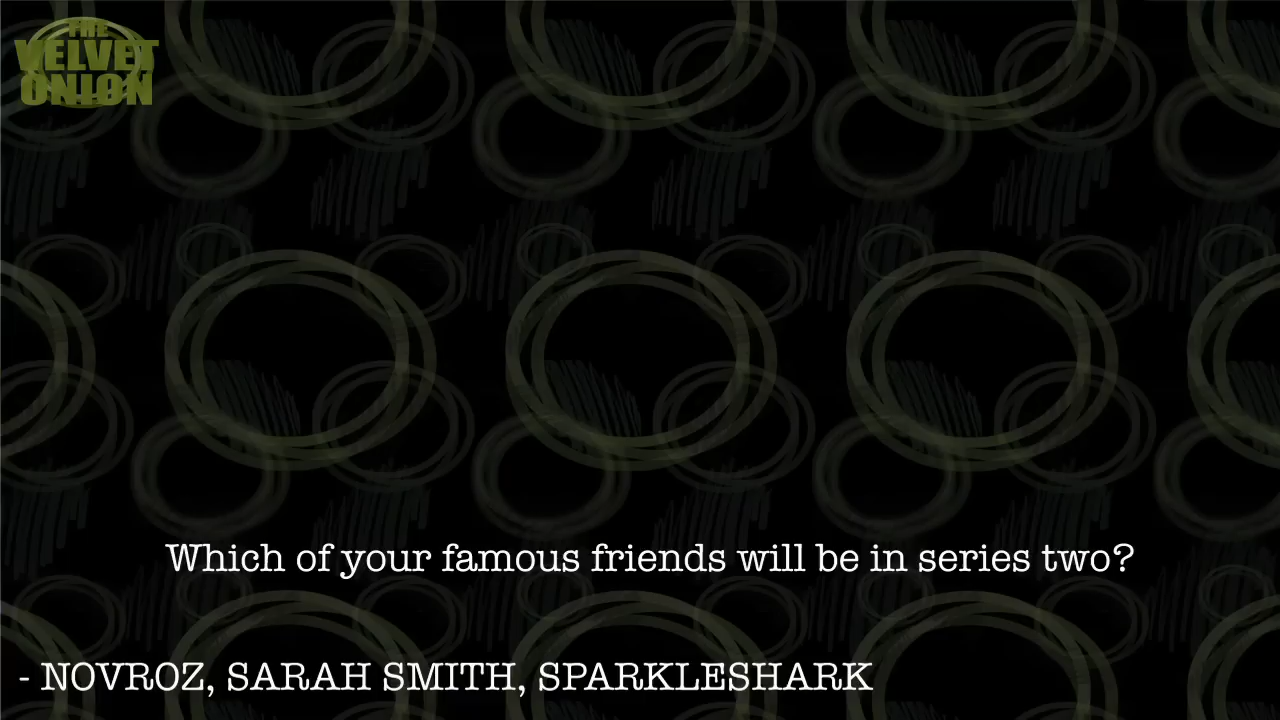 THE
VELVET
ONION
Which of your famous friends will be in series two?
- NOVROZ, SARAH SMITH, SPARKLESHARK